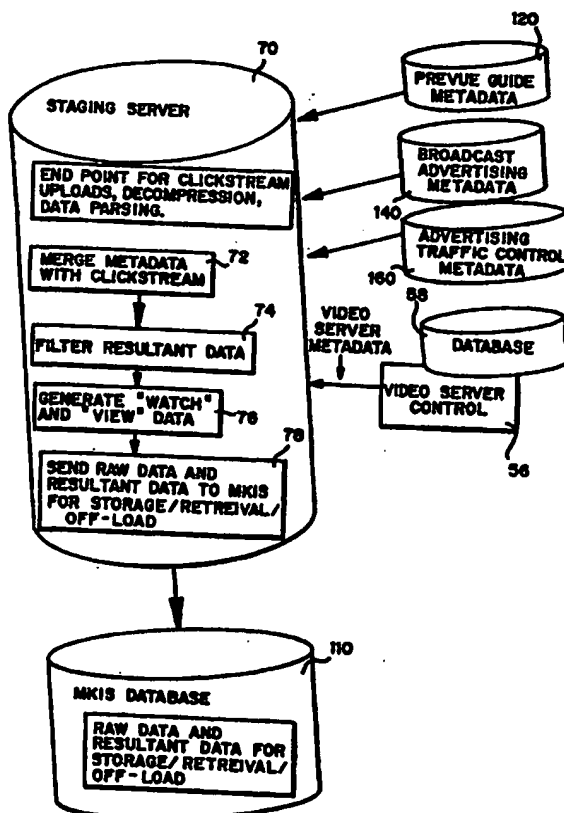 120
70
PREVUE GUIDE
METADATA
STAGING SERVER
BROADCAST
ADVERTISING
METADATA
END POINT FOR CLICKSTREAM
UPLOADS, DECOMPRESSION,
DATA PARSING.
140
ADVERTISING
TRAFFIC CONTROL
METADATA
160
72
MERGE METADATA
WITH CLICKSTREAM
74
VIDEO
SERVER
METADATA
58
DATABASE
FILTER RESULTANT DATA
VIDEO SERVER
CONTROL
56
GENERATE "WATCH"
AND "VIEW" DATA
76
78
SEND RAW DATA AND
RESULTANT DATA TO MKIS
FOR STORAGE/RETREIVAL/
OFF-LOAD
110
MKIS DATABASE
RAW DATA AND
RESULTANT DATA FOR
STORAGE/RETREIVAL/
OFF-LOAD